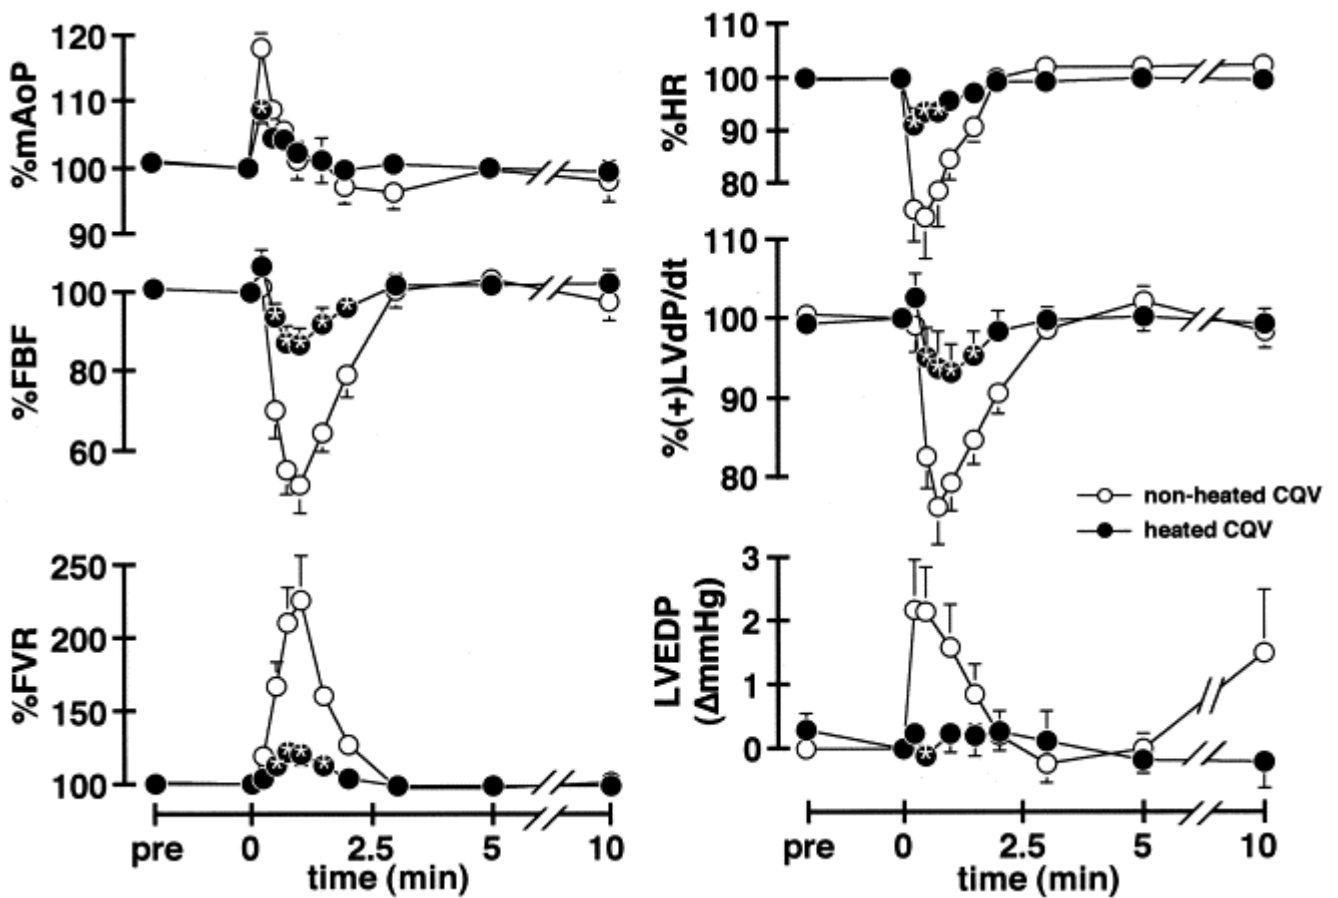 %mAoP
120
110
100
90
%FBF
100
80
60
%FVR
250
200
150
100
pre 0 2.5 5 10
time (min)
%HR
110
100
90
80
%(+)LVdP/dt
110
100
90
80
non-heated CQV
heated CQV
LVEDP
(ΔmmHg)
3
2
1
0
pre 0 2.5 5 10
time (min)